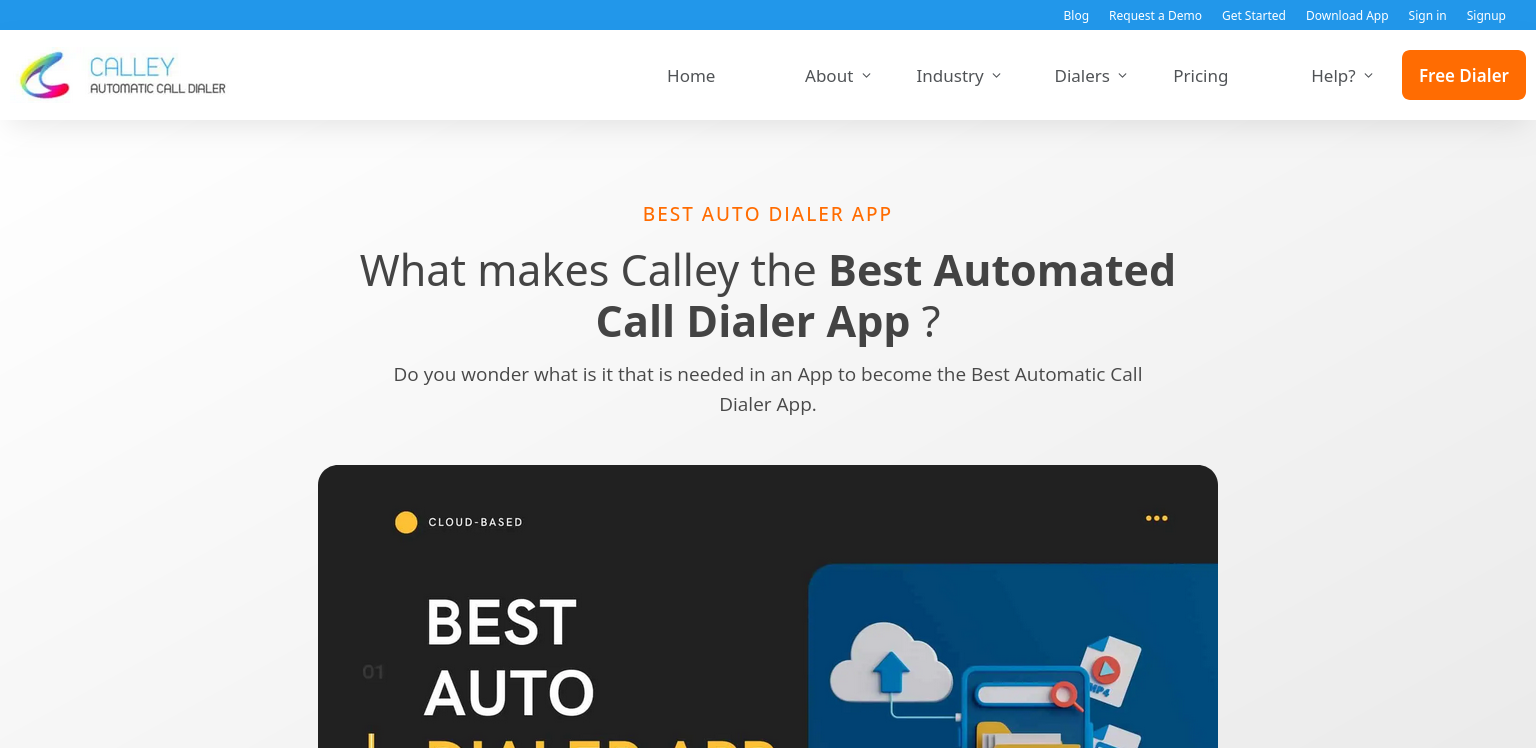 Blog Request a Demo Get Started Download App Sign in Signup
CALLEY
AUTOMATIC CALL DIALER
Home About Industry Dialers Pricing Help? Free Dialer
BEST AUTO DIALER APP
What makes Calley the Best Automated
Call Dialer App ?
Do you wonder what is it that is needed in an App to become the Best Automatic Call
Dialer App.
CLOUD-BASED
BEST
01
AUTO
DIALER APP
MP4